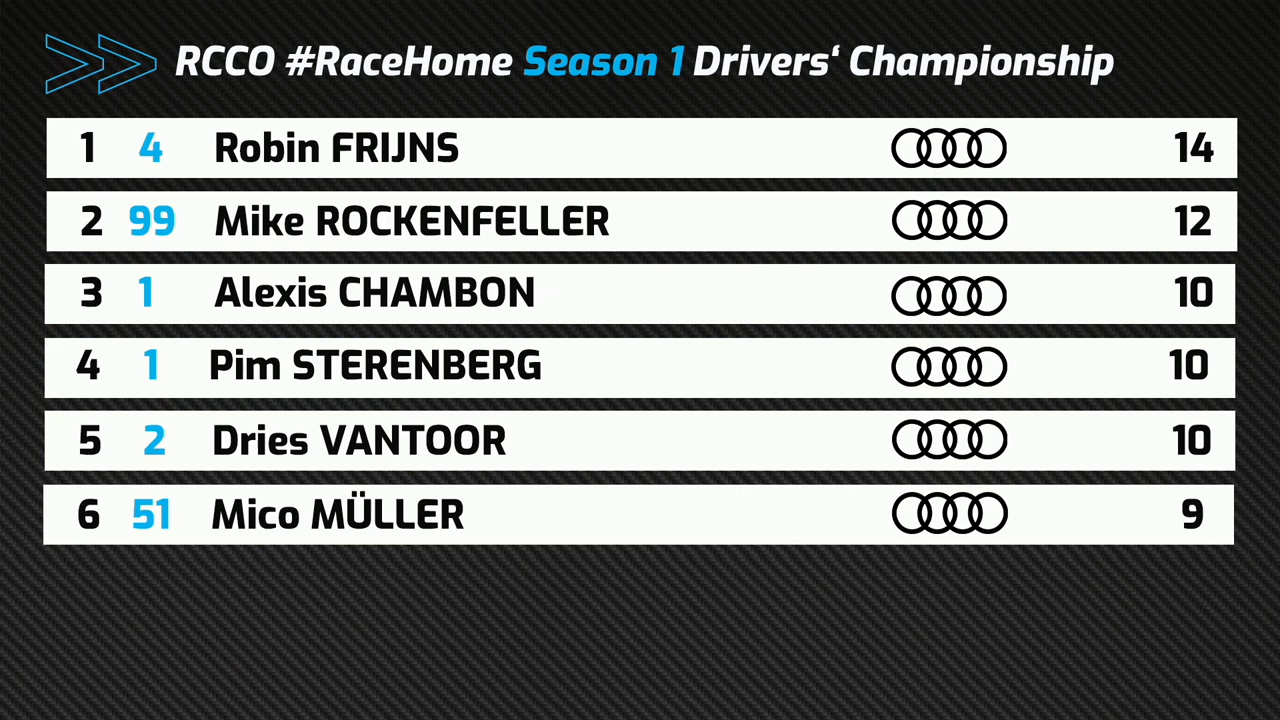 RCCO #RaceHome Season 1 Drivers‘ Championship
1 4 Robin FRIJNS 14
2 99 Mike ROCKENFELLER 12
3 1 Alexis CHAMBON 10
4 1 Pim STERENBERG 10
5 2 Dries VANTOOR 10
6 51 Mico MÜLLER 9